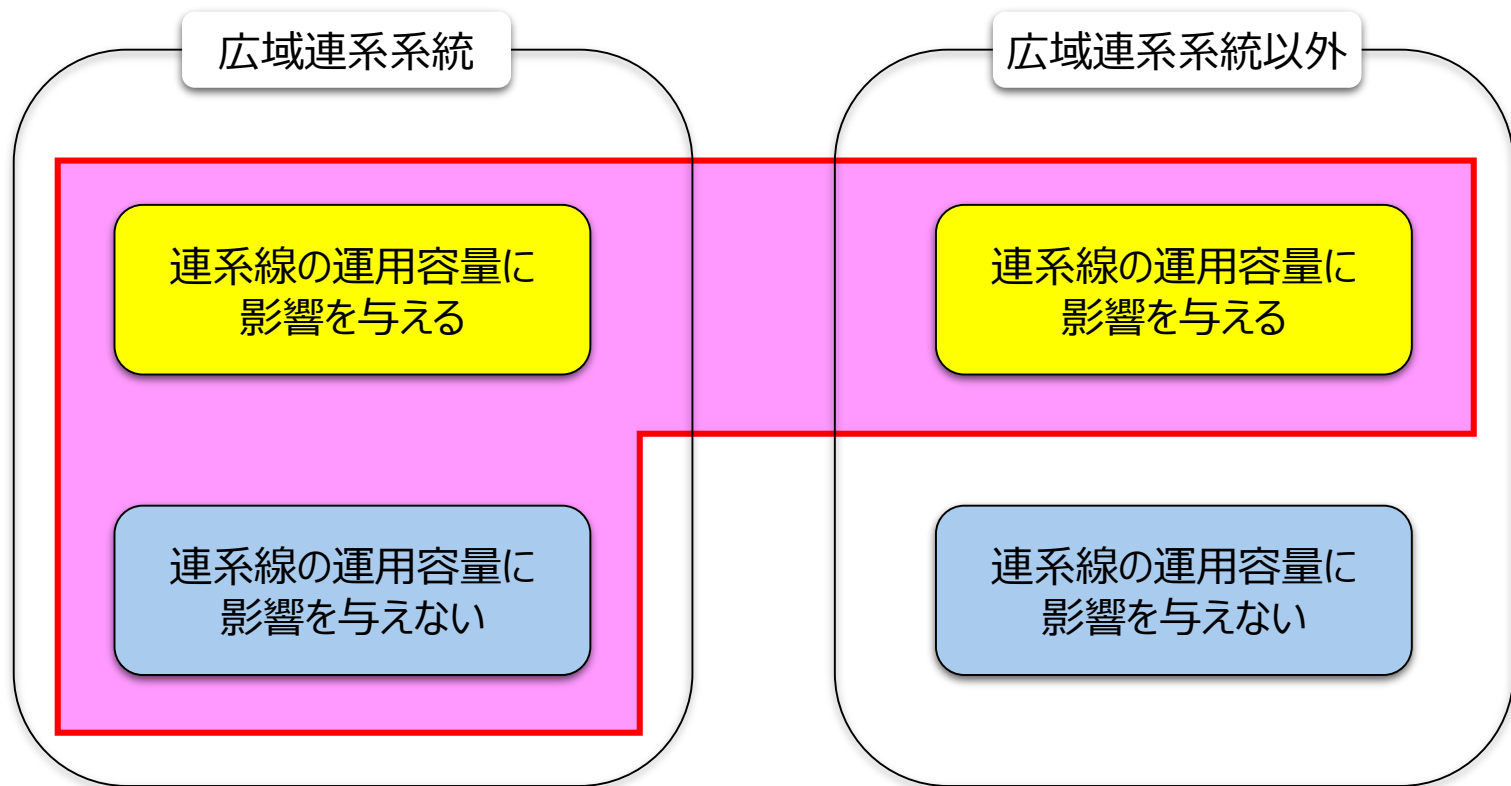 広域連系系統
広域連系系統以外
連系線の運用容量に
影響を与える
連系線の運用容量に
影響を与える
連系線の運用容量に
影響を与えない
連系線の運用容量に
影響を与えない